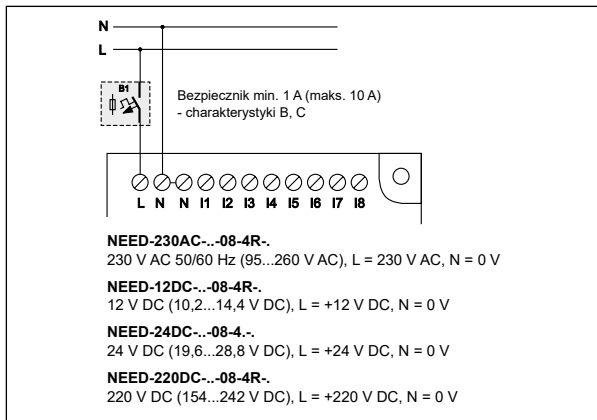 N
L
B1
Bezpiecznik min. 1 A (maks. 10 A)
- charakterystyki B, C
L N N I1 I2 I3 I4 I5 I6 I7 I8
NEED-230AC-..-08-4R-.
230 V AC 50/60 Hz (95...260 V AC), L = 230 V AC, N = 0 V
NEED-12DC-..-08-4R-.
12 V DC (10,2...14,4 V DC), L = +12 V DC, N = 0 V
NEED-24DC-..-08-4.-.
24 V DC (19,6...28,8 V DC), L = +24 V DC, N = 0 V
NEED-220DC-..-08-4R-.
220 V DC (154...242 V DC), L = +220 V DC, N = 0 V